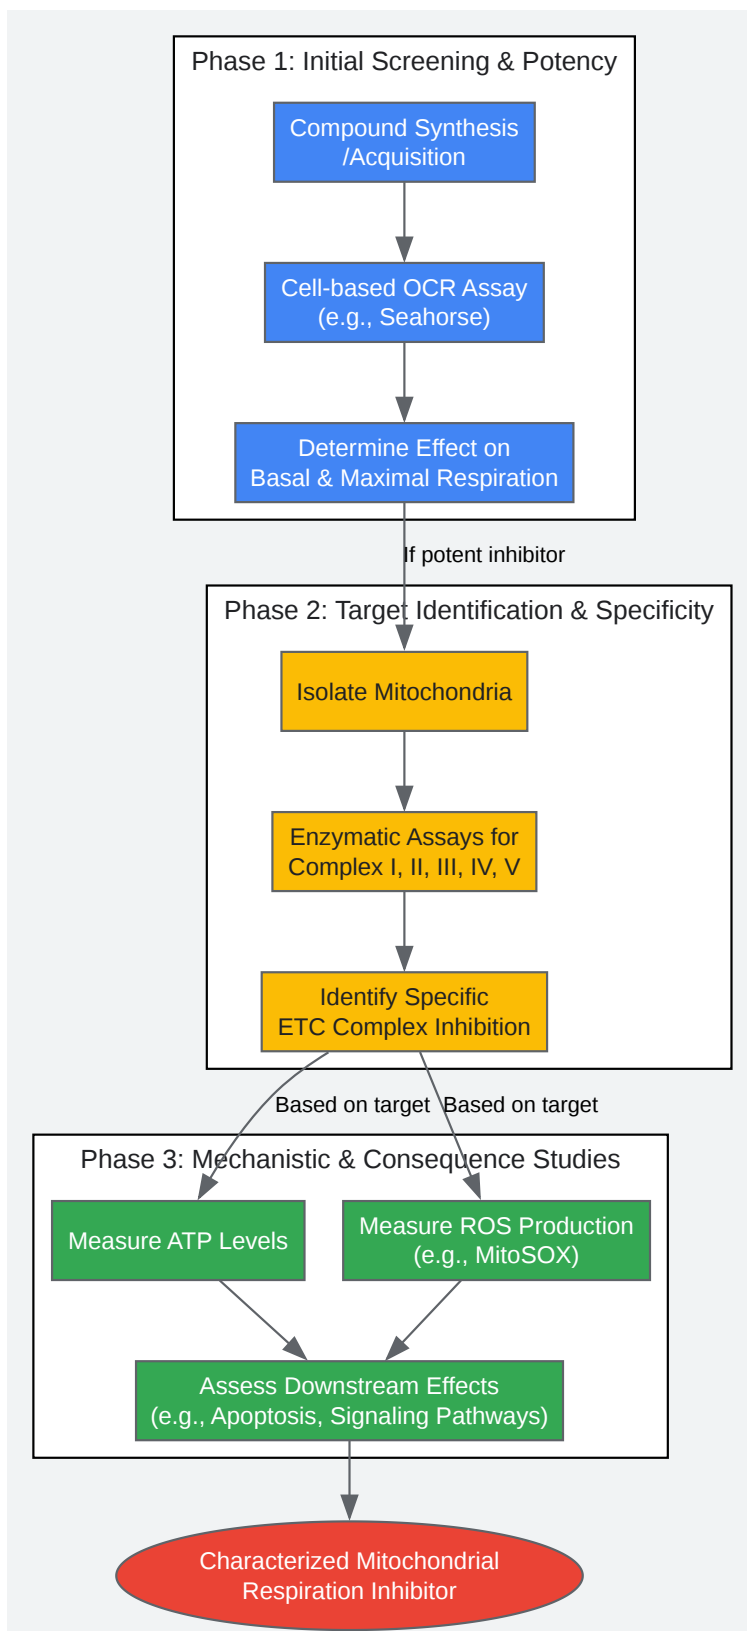 Phase 1: Initial Screening & Potency
Compound Synthesis
/Acquisition
Cell-based OCR Assay
(e.g., Seahorse)
Determine Effect on
Basal & Maximal Respiration
If potent inhibitor
Phase 2: Target Identification & Specificity
Isolate Mitochondria
Enzymatic Assays for
Complex I, II, III, IV, V
Identify Specific
ETC Complex Inhibition
Based on target
Based on target
Phase 3: Mechanistic & Consequence Studies
Measure ATP Levels
Measure ROS Production
(e.g., MitoSOX)
Assess Downstream Effects
(e.g., Apoptosis, Signaling Pathways)
Characterized Mitochondrial
Respiration Inhibitor